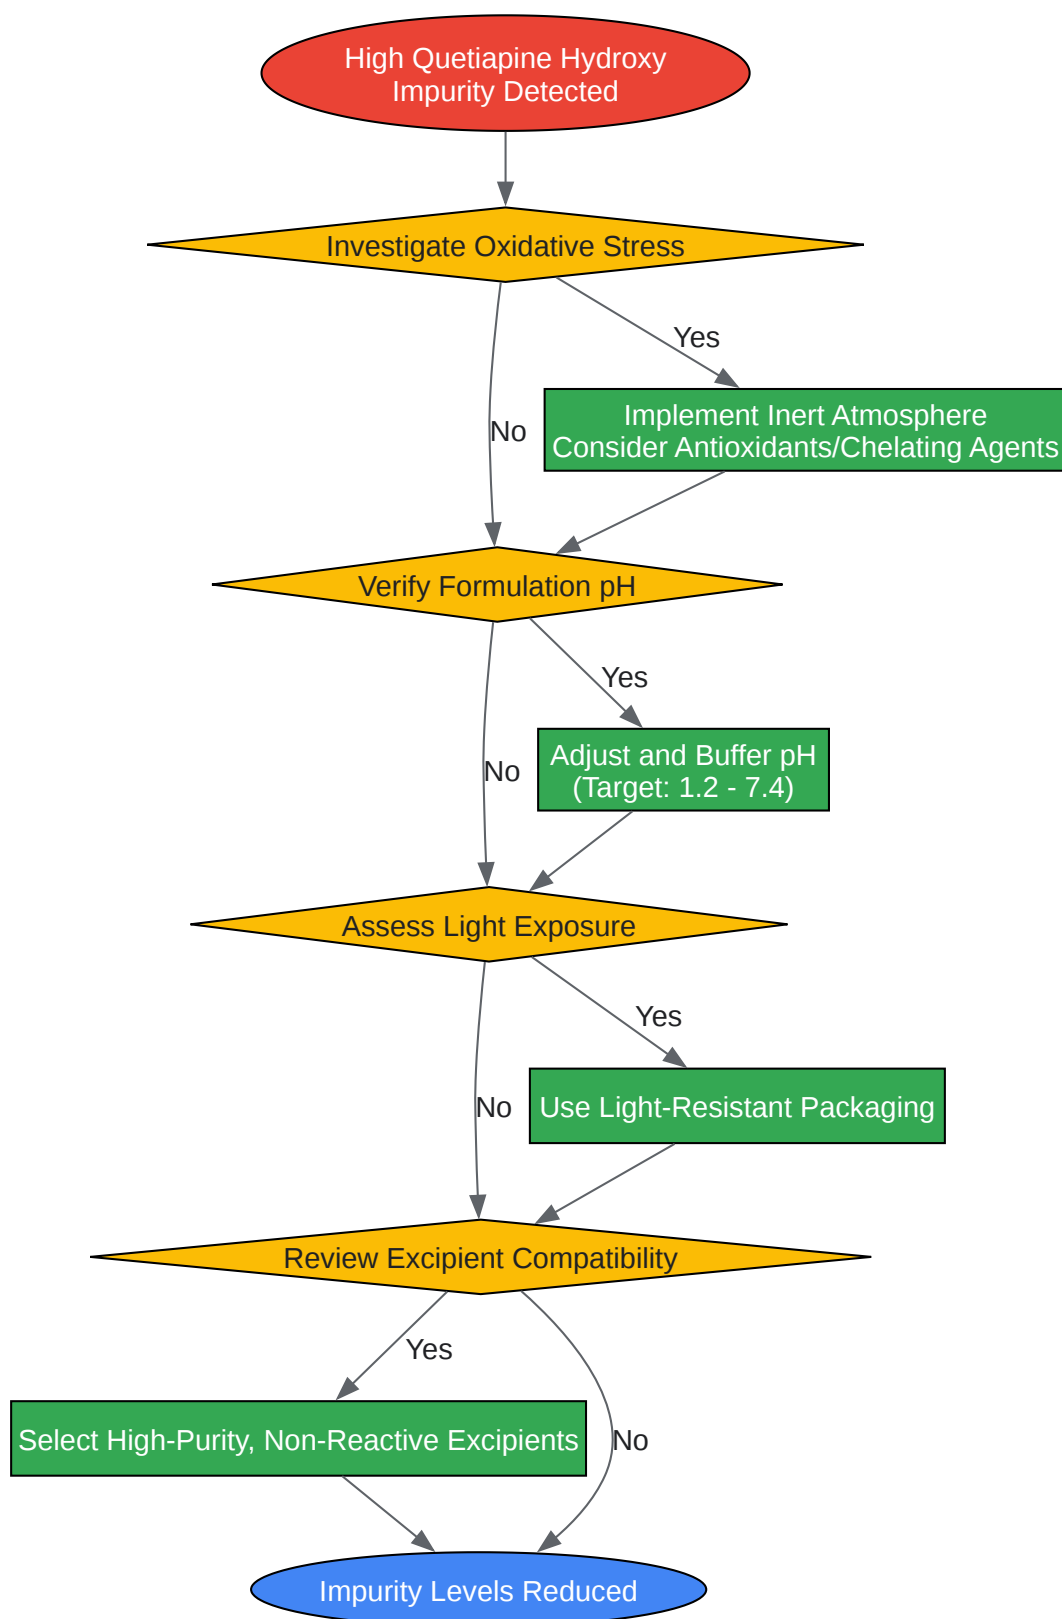 High Quetiapine Hydroxy
Impurity Detected
Investigate Oxidative Stress
Yes
Implement Inert Atmosphere
Consider Antioxidants/Chelating Agents
No
Verify Formulation pH
Yes
Adjust and Buffer pH
(Target: 1.2 - 7.4)
No
Assess Light Exposure
Yes
Use Light-Resistant Packaging
No
Review Excipient Compatibility
Yes
Select High-Purity, Non-Reactive Excipients
No
Impurity Levels Reduced